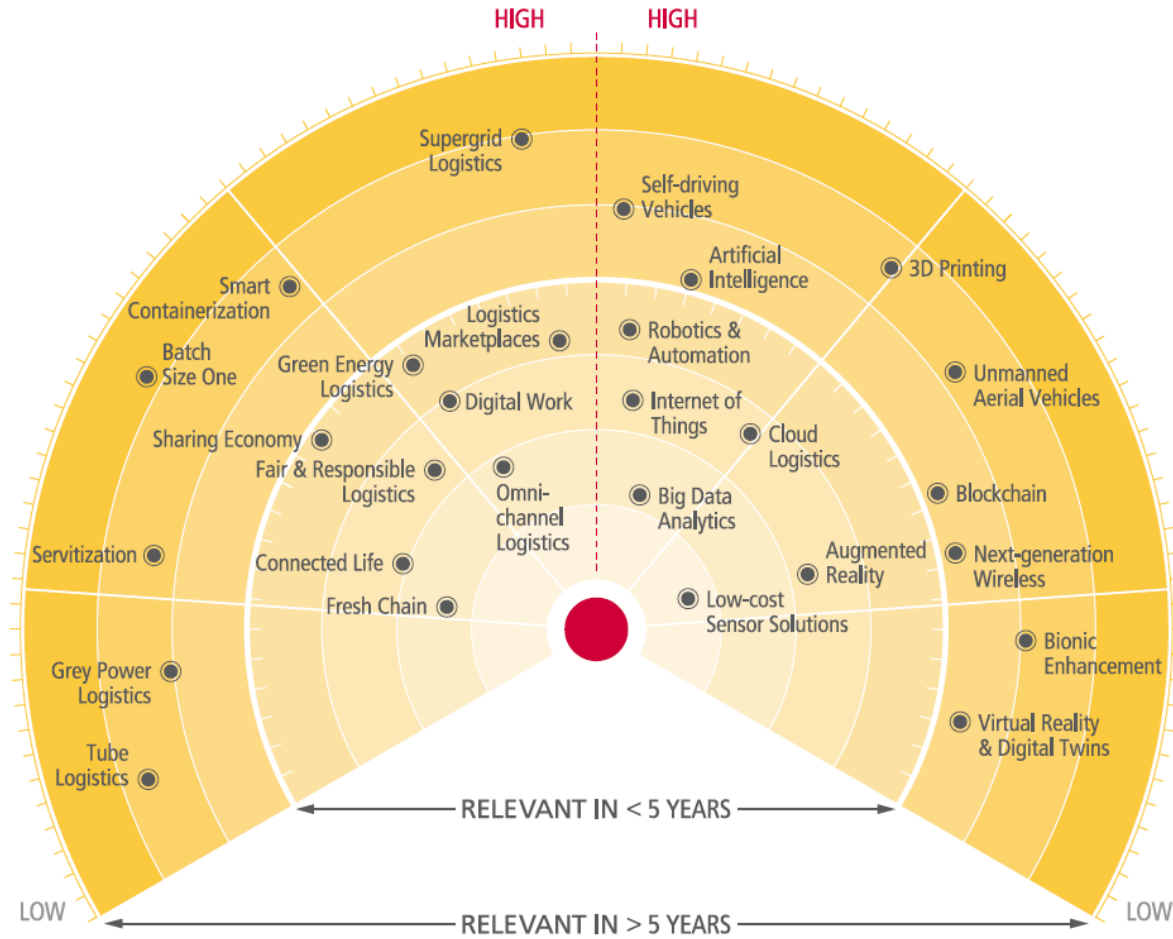 HIGH
HIGH
Supergrid
Logistics
Self-driving
Vehicles
Artificial
Intelligence
3D Printing
Smart
Containerization
Logistics
Marketplaces
Robotics &
Automation
Batch
Size One
Green Energy
Logistics
Unmanned
Aerial Vehicles
Digital Work
Internet of
Things
Sharing Economy
Cloud
Logistics
Fair & Responsible
Logistics
Omni-
channel
Logistics
Big Data
Analytics
Blockchain
Servitization
Connected Life
Augmented
Reality
Next-generation
Wireless
Fresh Chain
Low-cost
Sensor Solutions
Grey Power
Logistics
Bionic
Enhancement
Virtual Reality
& Digital Twins
Tube
Logistics
RELEVANT IN < 5 YEARS
LOW
LOW
RELEVANT IN > 5 YEARS